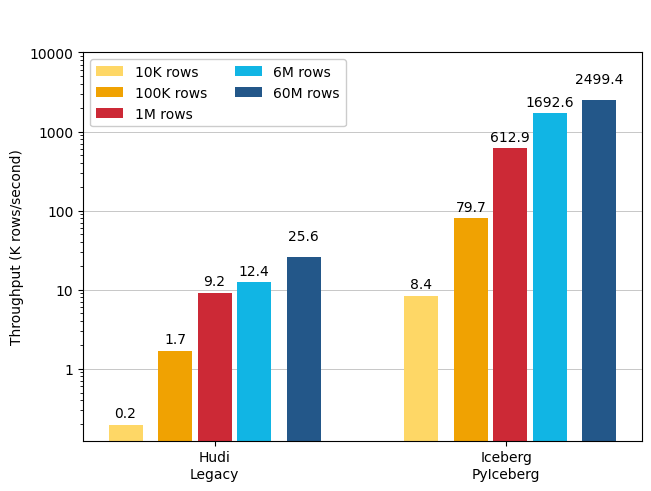 10K rows
100K rows
1M rows
6M rows
60M rows
Throughput (K rows/second)
10000
1000
100
10
1
0.2
1.7
9.2
12.4
25.6
8.4
79.7
612.9
1692.6
2499.4
Hudi
Legacy
Iceberg
PyIceberg